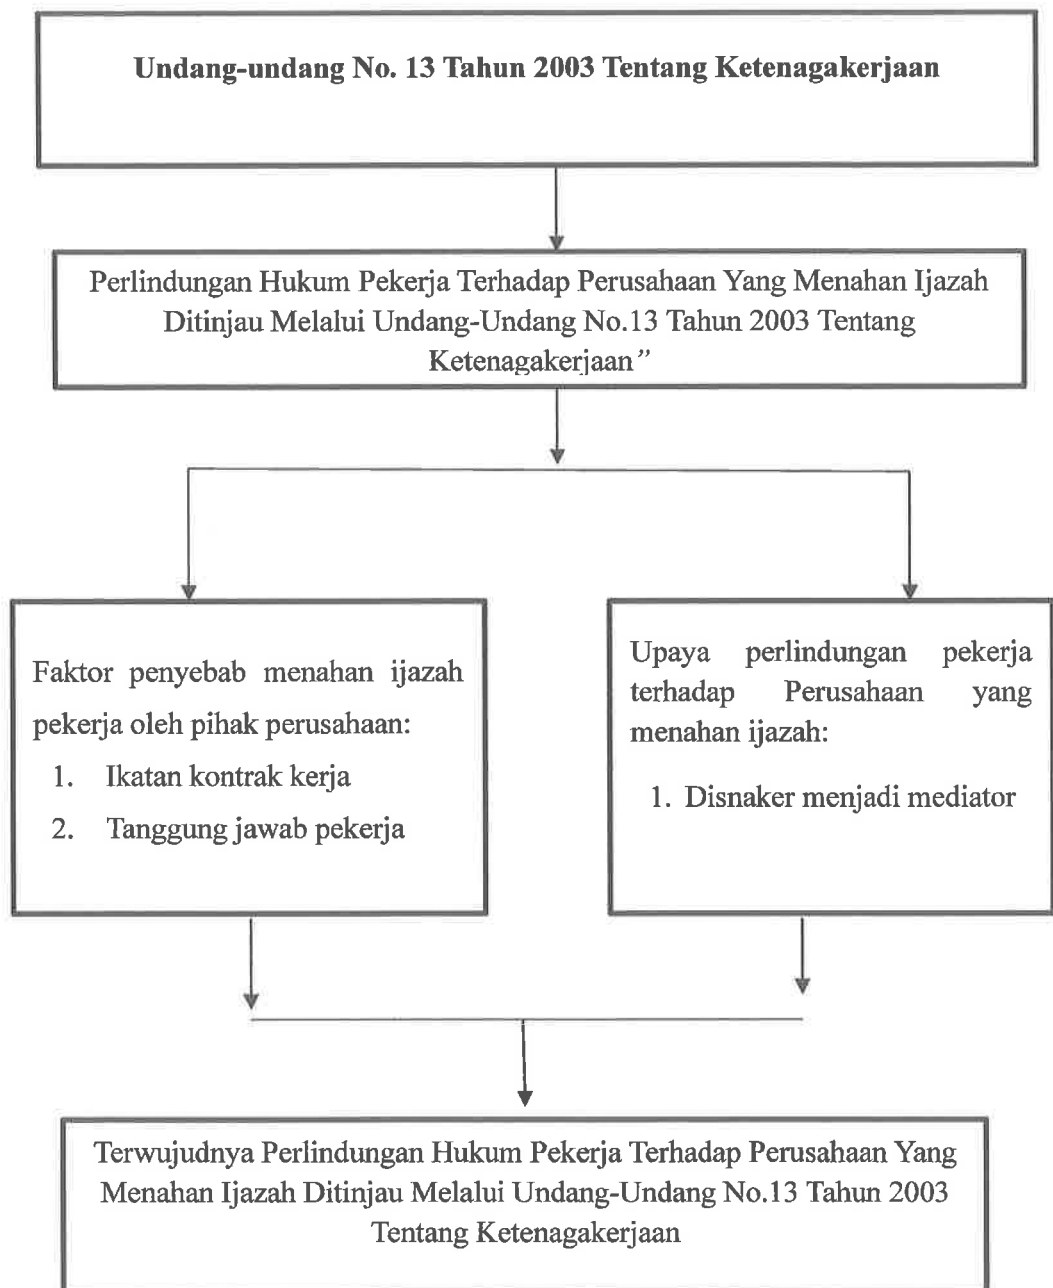 Undang-undang No. 13 Tahun 2003 Tentang Ketenagakerjaan
Perlindungan Hukum Pekerja Terhadap Perusahaan Yang Menahan Ijazah
Ditinjau Melalui Undang-Undang No.13 Tahun 2003 Tentang
Ketenagakerjaan”
Faktor penyebab menahan ijazah
pekerja oleh pihak perusahaan:
1. Ikatan kontrak kerja
2. Tanggung jawab pekerja
Upaya perlindungan pekerja
terhadap Perusahaan yang
menahan ijazah:
1. Disnaker menjadi mediator
Terwujudnya Perlindungan Hukum Pekerja Terhadap Perusahaan Yang
Menahan Ijazah Ditinjau Melalui Undang-Undang No.13 Tahun 2003
Tentang Ketenagakerjaan